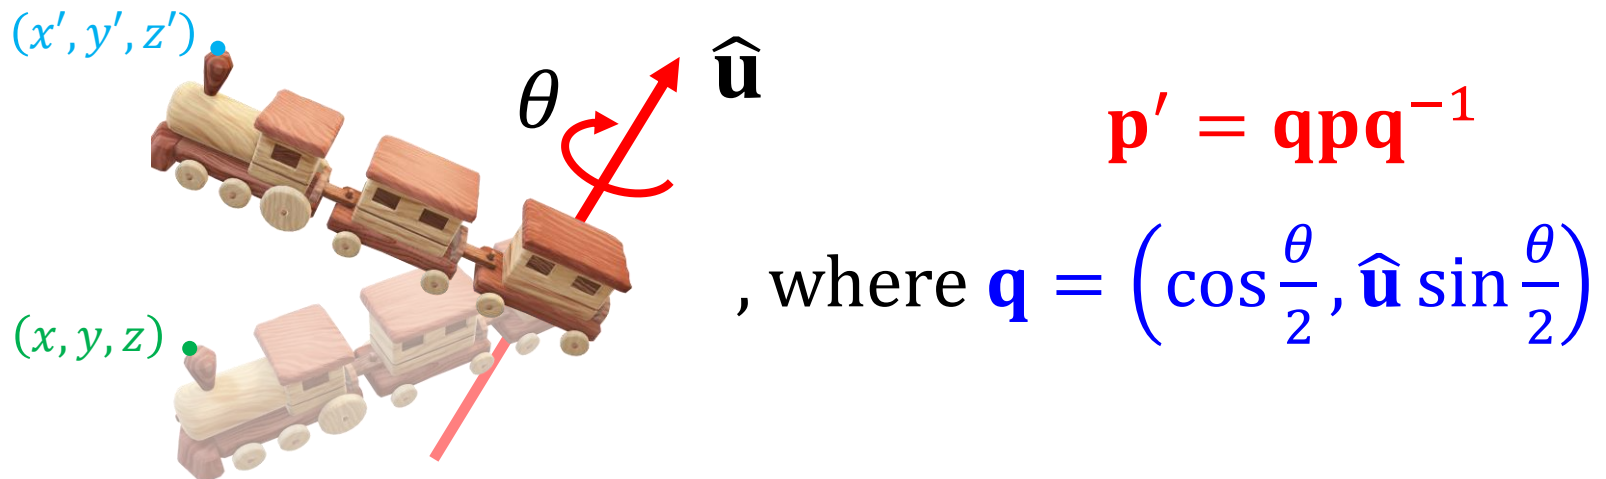 (x′, y′, z′)
θ
û
p′ = qpq⁻¹
, where q = (cos θ/2, û sin θ/2)
(x, y, z)